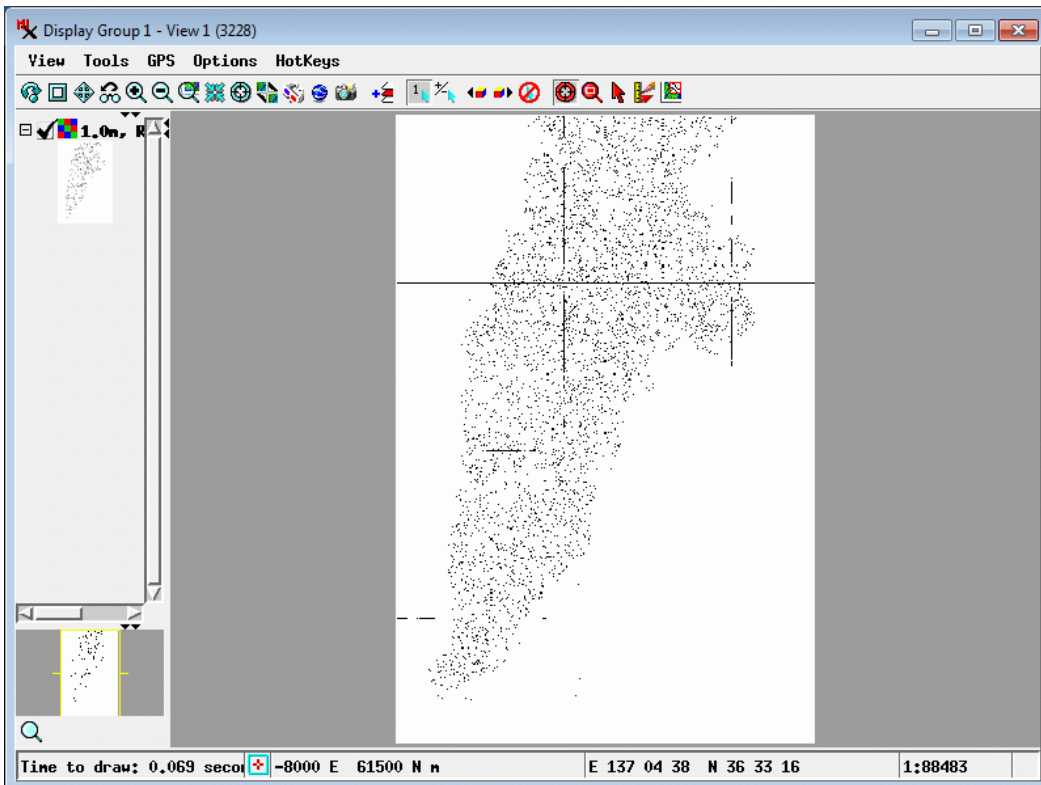 Display Group 1 - View 1 (3228)
View Tools GPS Options HotKeys
1.0m, R
Time to draw: 0.069 secon
-8000 E 61500 N m
E 137 04 38 N 36 33 16
1:88483